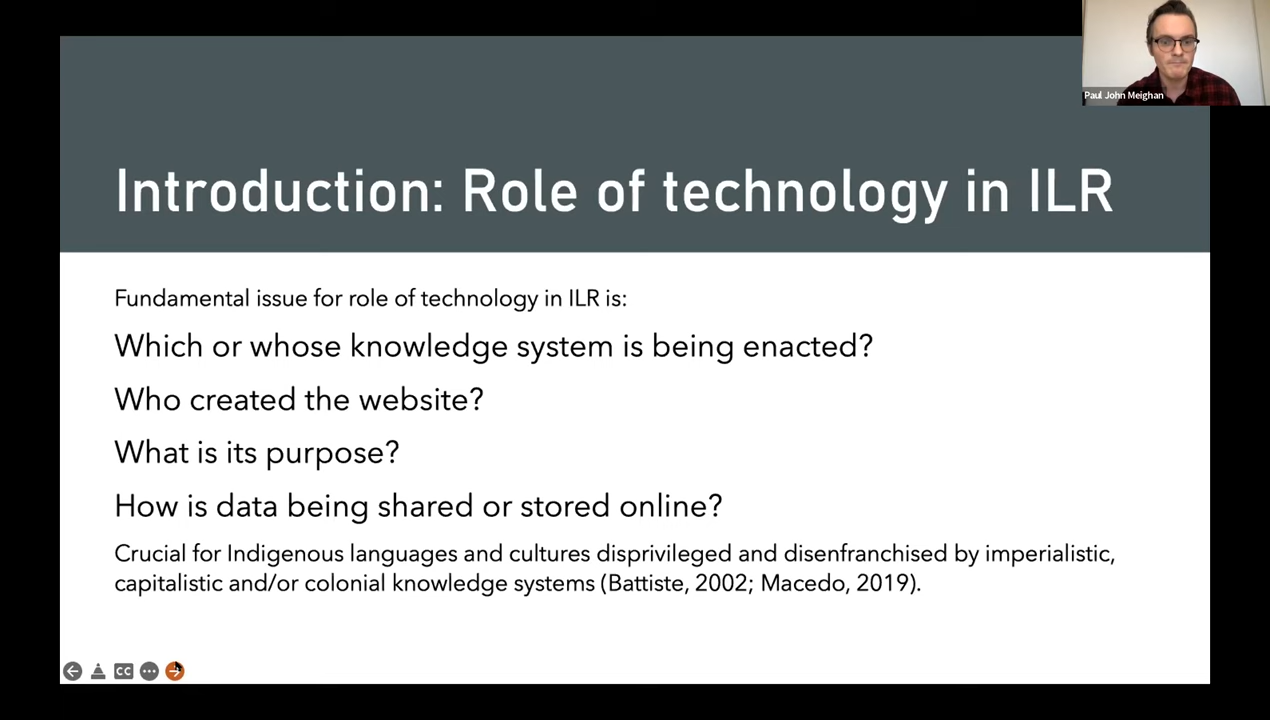 Paul John Meighan
Introduction: Role of technology in ILR
Fundamental issue for role of technology in ILR is:
Which or whose knowledge system is being enacted?
Who created the website?
What is its purpose?
How is data being shared or stored online?
Crucial for Indigenous languages and cultures disprivileged and disenfranchised by imperialistic,
capitalistic and/or colonial knowledge systems (Battiste, 2002; Macedo, 2019).
CC